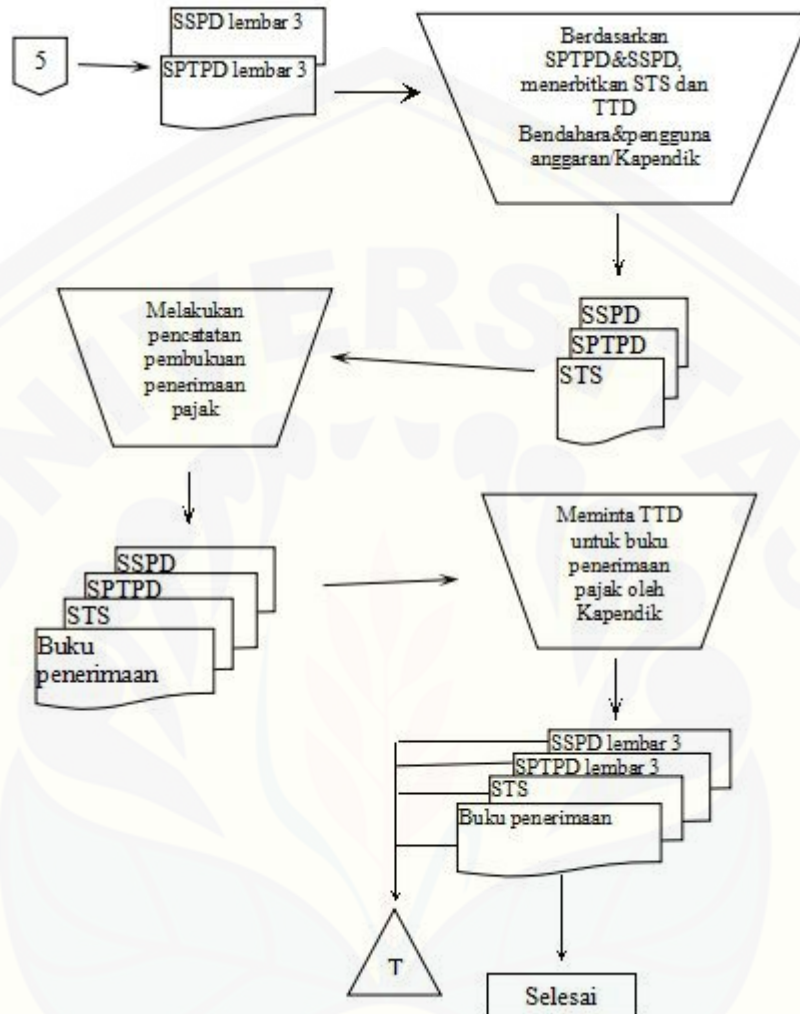 5
SSPD lembar 3
SPTPD lembar 3
Berdasarkan
SPTPD&SSPD,
menerbitkan STS dan
TTD
Bendahara&pengguna
anggaran/Kapendik
SSPD
SPTPD
STS
Melakukan
pencatatan
pembukuan
penerimaan
pajak
SSPD
SPTPD
STS
Buku
penerimaan
Meminta TTD
untuk buku
penerimaan
pajak oleh
Kapendik
SSPD lembar 3
SPTPD lembar 3
STS
Buku penerimaan
T
Selesai
UNIVERSITAS